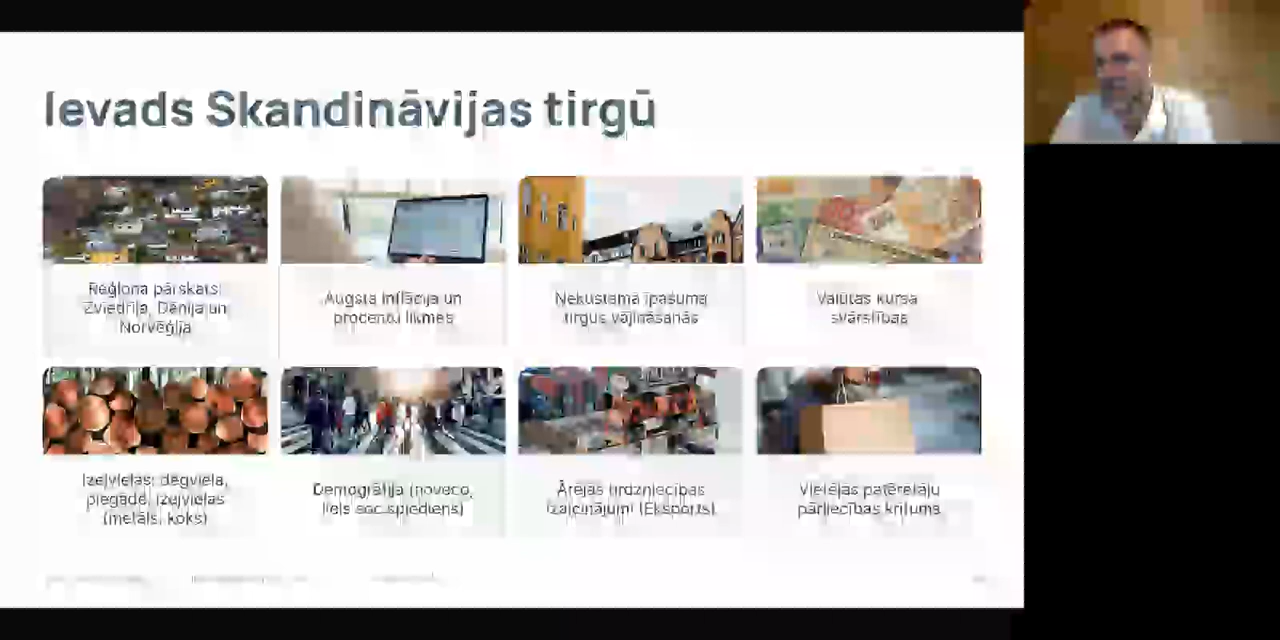 Ievads Skandināvijas tirgū
Reģiona pārskats:
Zviedrija, Dānija un
Norvēģija
Augsta inflācija un
procentu likmes
Nekustamā īpašuma
tirgus vājināšanās
Valūtas kursa
svārstības
Izejvielas: degviela,
piegāde, izejvielas
(metāls, koks)
Demogrāfija (noveco,
liels soc.spiediens)
Ārējās tirdzniecības
izaicinājumi (Eksports)
Vietējās patērētāju
pārliecības kritums